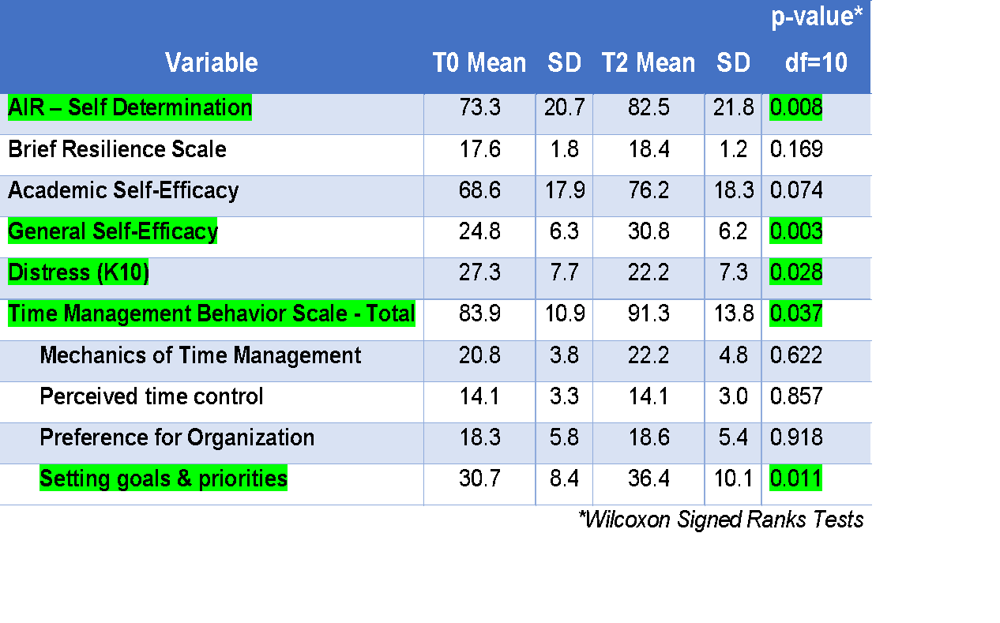 p-value*
Variable T0 Mean SD T2 Mean SD df=10
AIR – Self Determination 73.3 20.7 82.5 21.8 0.008
Brief Resilience Scale 17.6 1.8 18.4 1.2 0.169
Academic Self-Efficacy 68.6 17.9 76.2 18.3 0.074
General Self-Efficacy 24.8 6.3 30.8 6.2 0.003
Distress (K10) 27.3 7.7 22.2 7.3 0.028
Time Management Behavior Scale - Total 83.9 10.9 91.3 13.8 0.037
Mechanics of Time Management 20.8 3.8 22.2 4.8 0.622
Perceived time control 14.1 3.3 14.1 3.0 0.857
Preference for Organization 18.3 5.8 18.6 5.4 0.918
Setting goals & priorities 30.7 8.4 36.4 10.1 0.011
*Wilcoxon Signed Ranks Tests